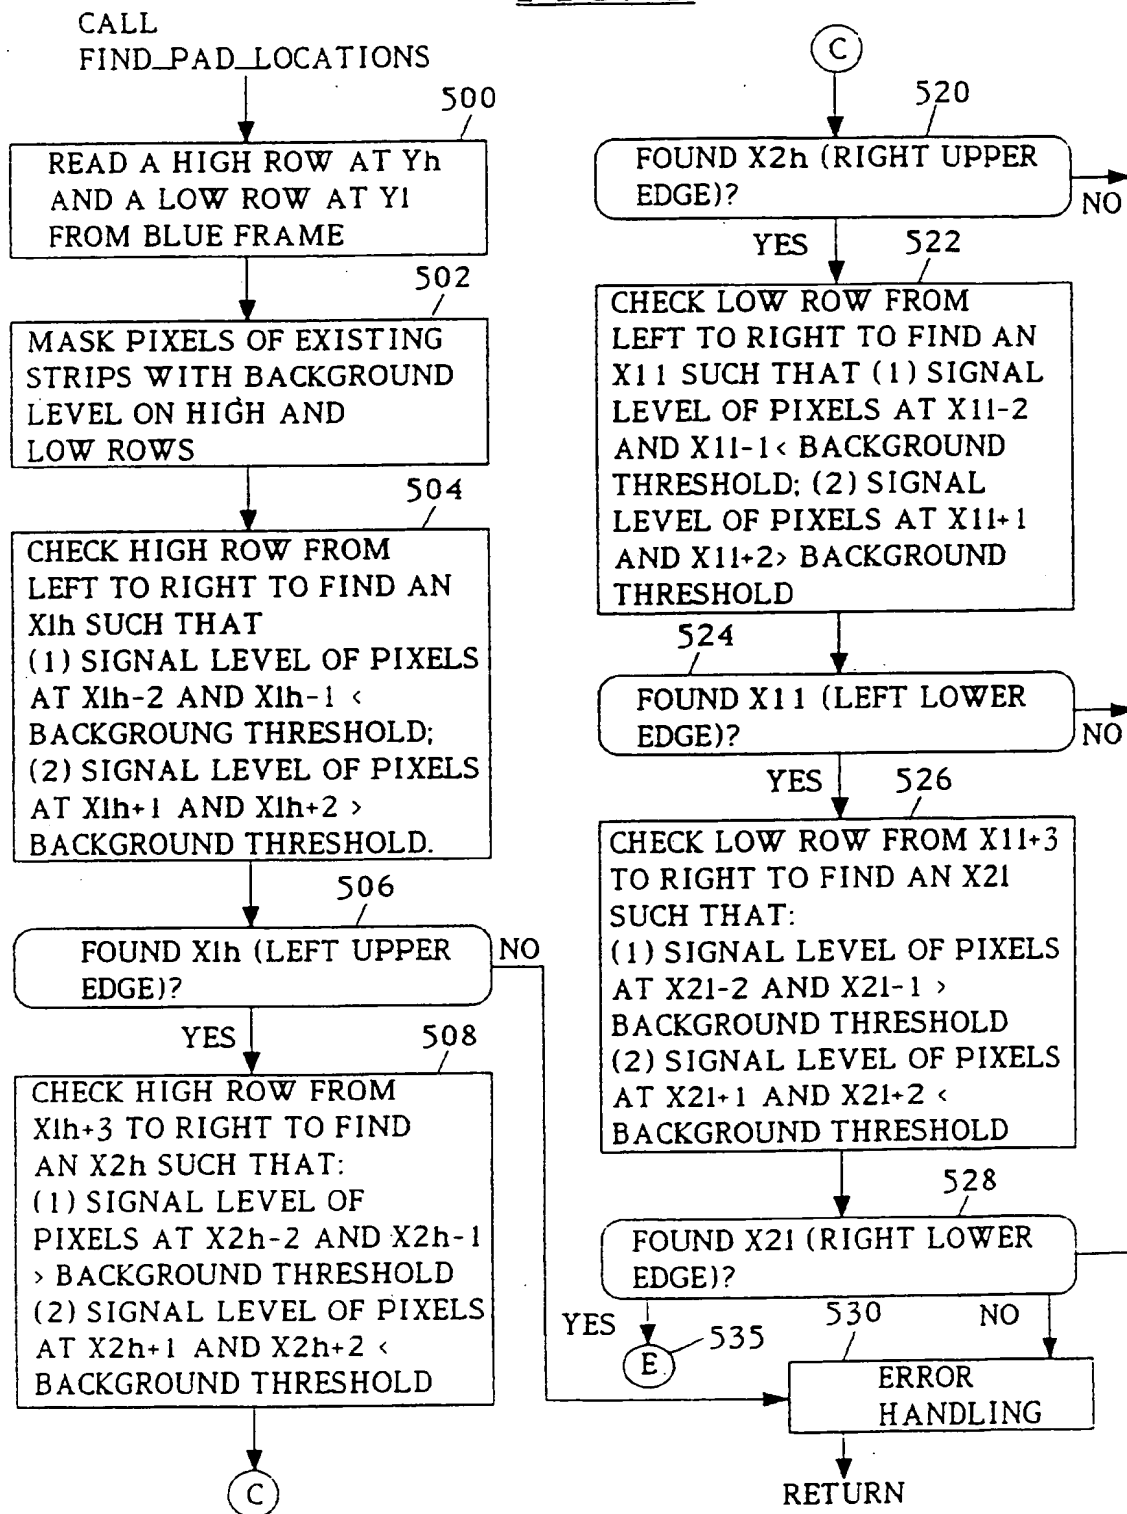 CALL
FIND_PAD_LOCATIONS
500
READ A HIGH ROW AT Yh
AND A LOW ROW AT Yl
FROM BLUE FRAME
502
MASK PIXELS OF EXISTING
STRIPS WITH BACKGROUND
LEVEL ON HIGH AND
LOW ROWS
504
CHECK HIGH ROW FROM
LEFT TO RIGHT TO FIND AN
X1h SUCH THAT
(1) SIGNAL LEVEL OF PIXELS
AT X1h-2 AND X1h-1 <
BACKGROUNG THRESHOLD;
(2) SIGNAL LEVEL OF PIXELS
AT X1h+1 AND X1h+2 >
BACKGROUND THRESHOLD.
506
FOUND X1h (LEFT UPPER
EDGE)?
NO
YES
508
CHECK HIGH ROW FROM
X1h+3 TO RIGHT TO FIND
AN X2h SUCH THAT:
(1) SIGNAL LEVEL OF
PIXELS AT X2h-2 AND X2h-1
> BACKGROUND THRESHOLD
(2) SIGNAL LEVEL OF PIXELS
AT X2h+1 AND X2h+2 <
BACKGROUND THRESHOLD
C
C
520
FOUND X2h (RIGHT UPPER
EDGE)?
NO
YES
522
CHECK LOW ROW FROM
LEFT TO RIGHT TO FIND AN
X1l SUCH THAT (1) SIGNAL
LEVEL OF PIXELS AT X1l-2
AND X1l-1 < BACKGROUND
THRESHOLD; (2) SIGNAL
LEVEL OF PIXELS AT X1l+1
AND X1l+2 > BACKGROUND
THRESHOLD
524
FOUND X1l (LEFT LOWER
EDGE)?
NO
YES
526
CHECK LOW ROW FROM X1l+3
TO RIGHT TO FIND AN X2l
SUCH THAT:
(1) SIGNAL LEVEL OF PIXELS
AT X2l-2 AND X2l-1 >
BACKGROUND THRESHOLD
(2) SIGNAL LEVEL OF PIXELS
AT X2l+1 AND X2l+2 <
BACKGROUND THRESHOLD
528
FOUND X2l (RIGHT LOWER
EDGE)?
YES
NO
E
535
530
ERROR
HANDLING
RETURN